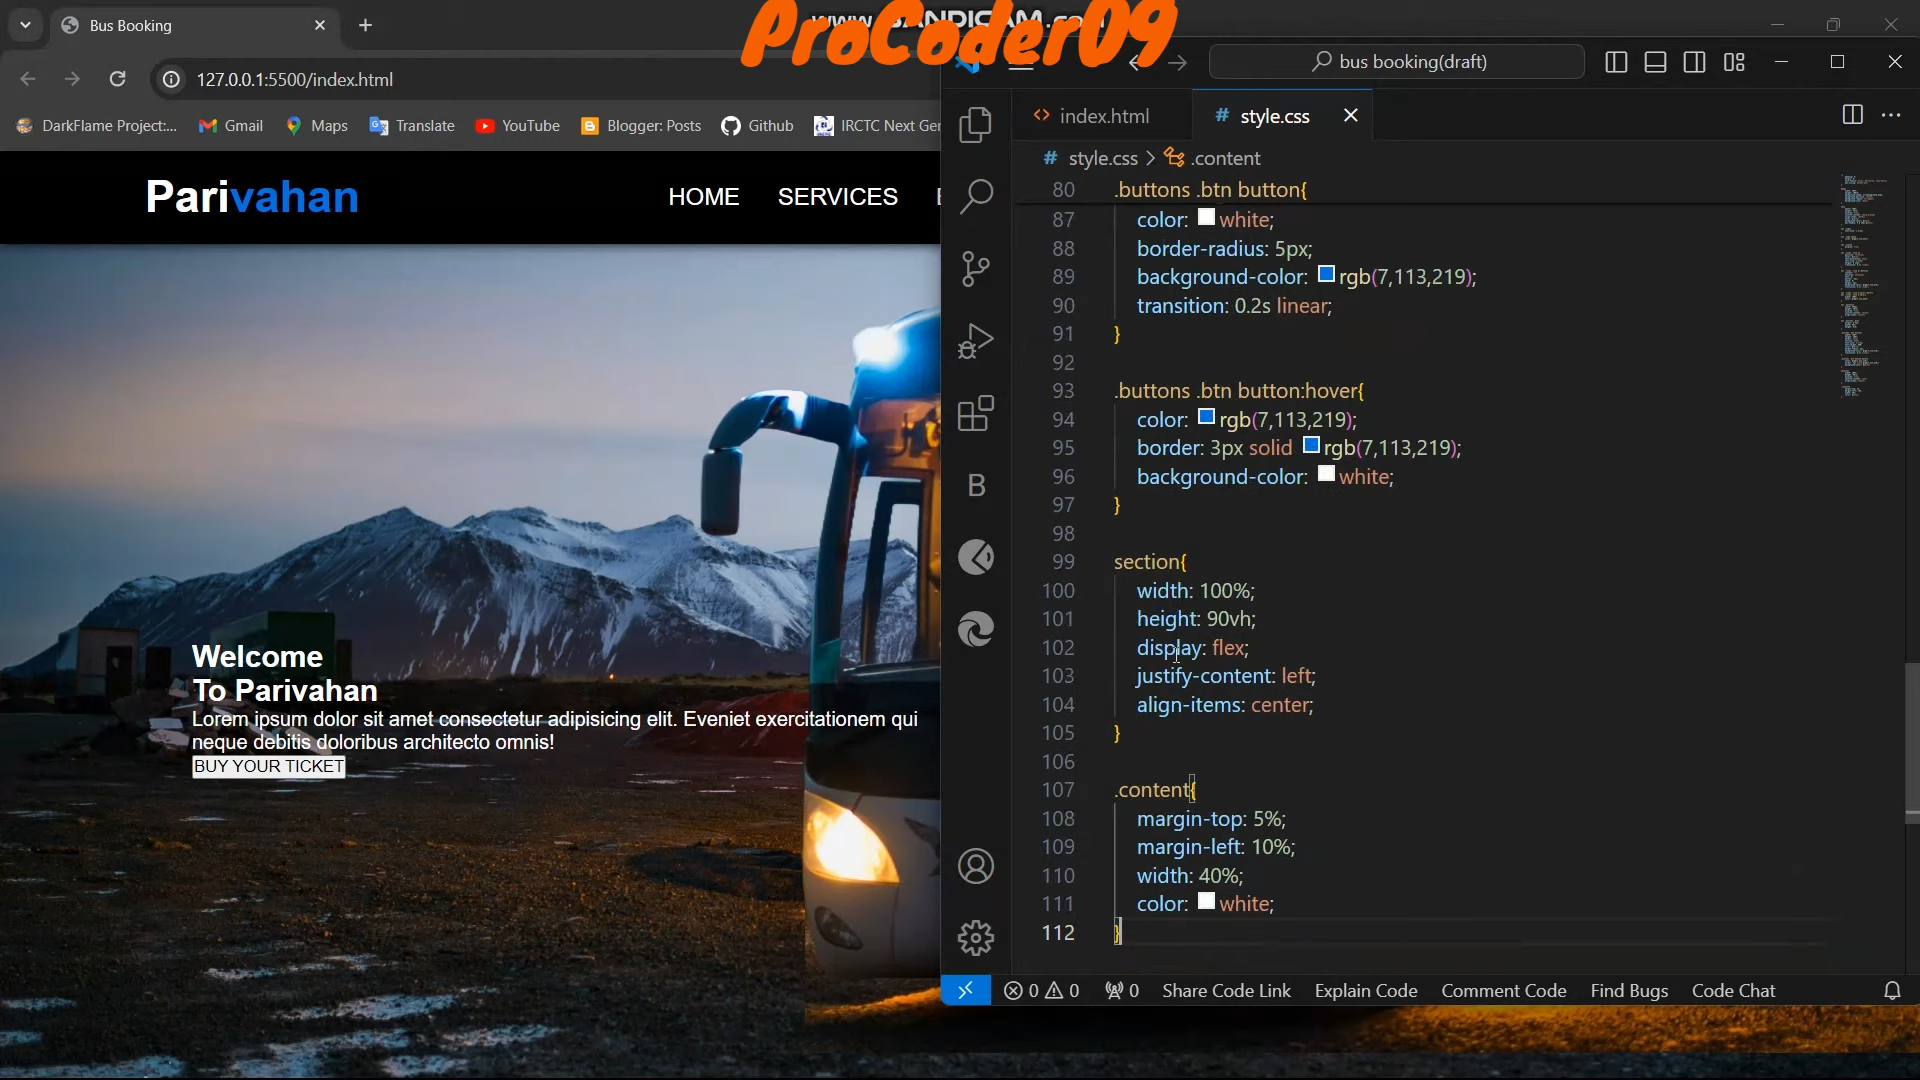 Bus Booking
www.BANDICAM.com
ProCoder09
127.0.0.1:5500/index.html
bus booking(draft)
DarkFlame Project:...
Gmail
Maps
Translate
YouTube
Blogger: Posts
Github
IRCTC Next Ger
Parivahan
HOME
SERVICES
Welcome
To Parivahan
Lorem ipsum dolor sit amet consectetur adipisicing elit. Eveniet exercitationem qui
neque debitis doloribus architecto omnis!
BUY YOUR TICKET
<> index.html
# style.css
B
# style.css > .content
80 .buttons .btn button{
87 color: white;
88 border-radius: 5px;
89 background-color: rgb(7,113,219);
90 transition: 0.2s linear;
91 }
92
93 .buttons .btn button:hover{
94 color: rgb(7,113,219);
95 border: 3px solid rgb(7,113,219);
96 background-color: white;
97 }
98
99 section{
100 width: 100%;
101 height: 90vh;
102 display: flex;
103 justify-content: left;
104 align-items: center;
105 }
106
107 .content{
108 margin-top: 5%;
109 margin-left: 10%;
110 width: 40%;
111 color: white;
112 }
0 0 0 Share Code Link Explain Code Comment Code Find Bugs Code Chat